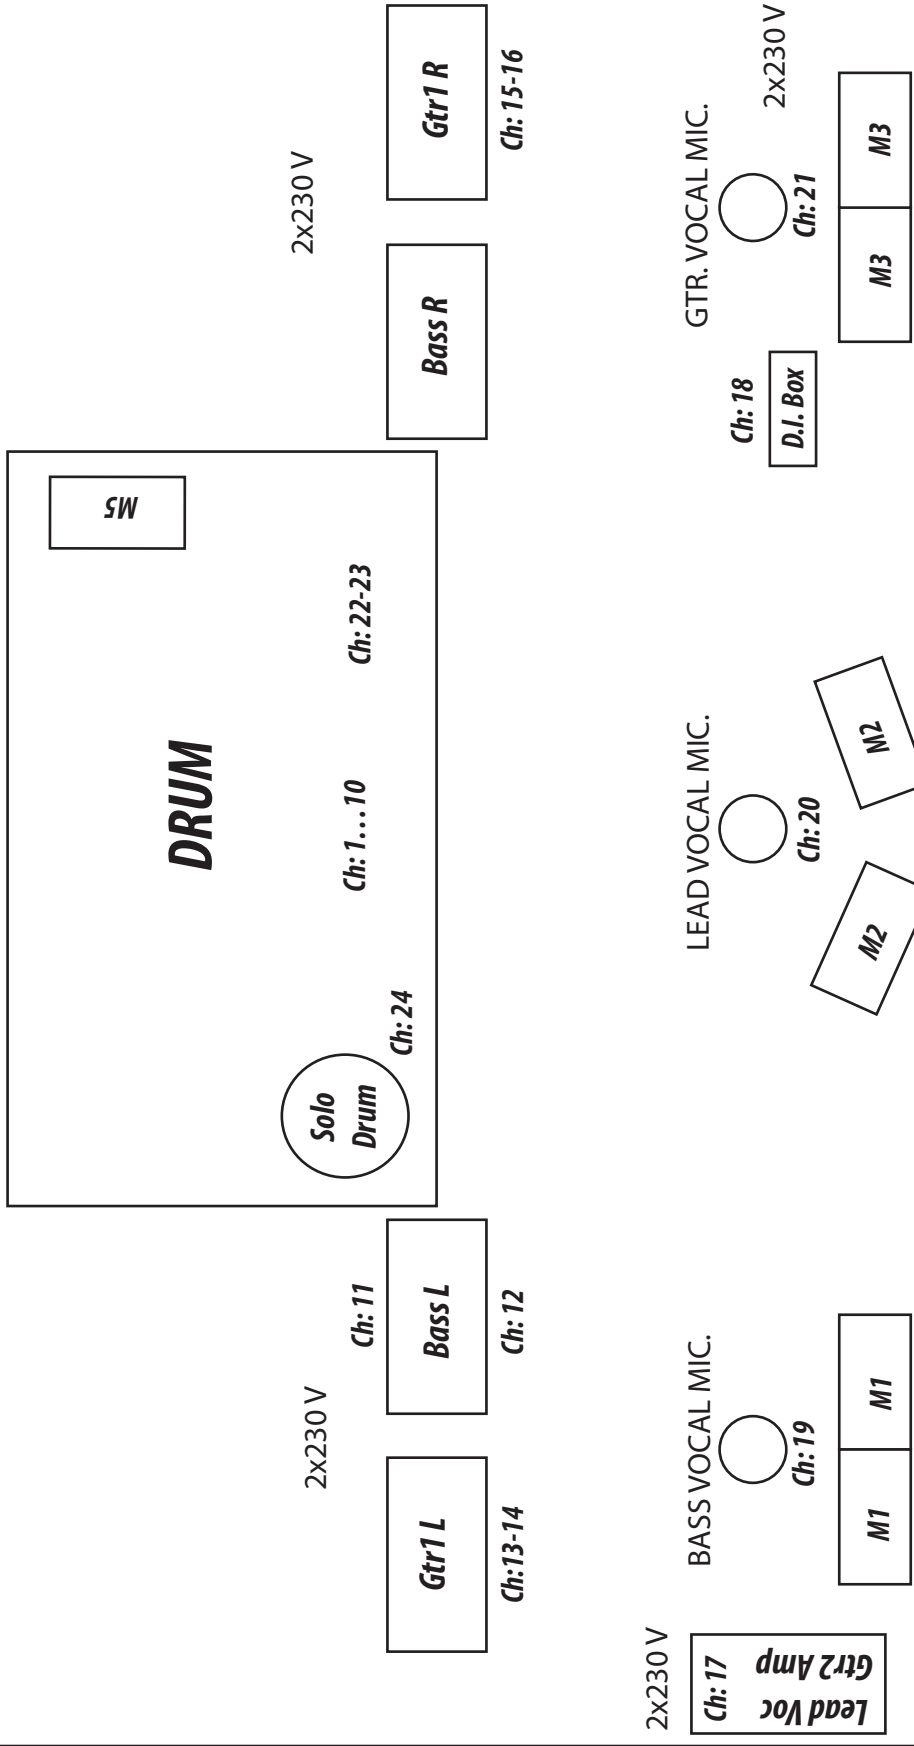 2x230 V
2x230 V
Gtr1 L
Ch:13-14
Ch: 11
Bass L
Ch: 12
DRUM
Solo
Drum
Ch: 24
Ch: 1…10
Ch: 22-23
M5
Bass R
Gtr1 R
Ch: 15-16
2x230 V
Ch: 17
Lead Voc
Gtr2 Amp
BASS VOCAL MIC.
Ch: 19
M1
M1
LEAD VOCAL MIC.
Ch: 20
M2
M2
Ch: 18
D.I. Box
GTR. VOCAL MIC.
Ch: 21
2x230 V
M3
M3